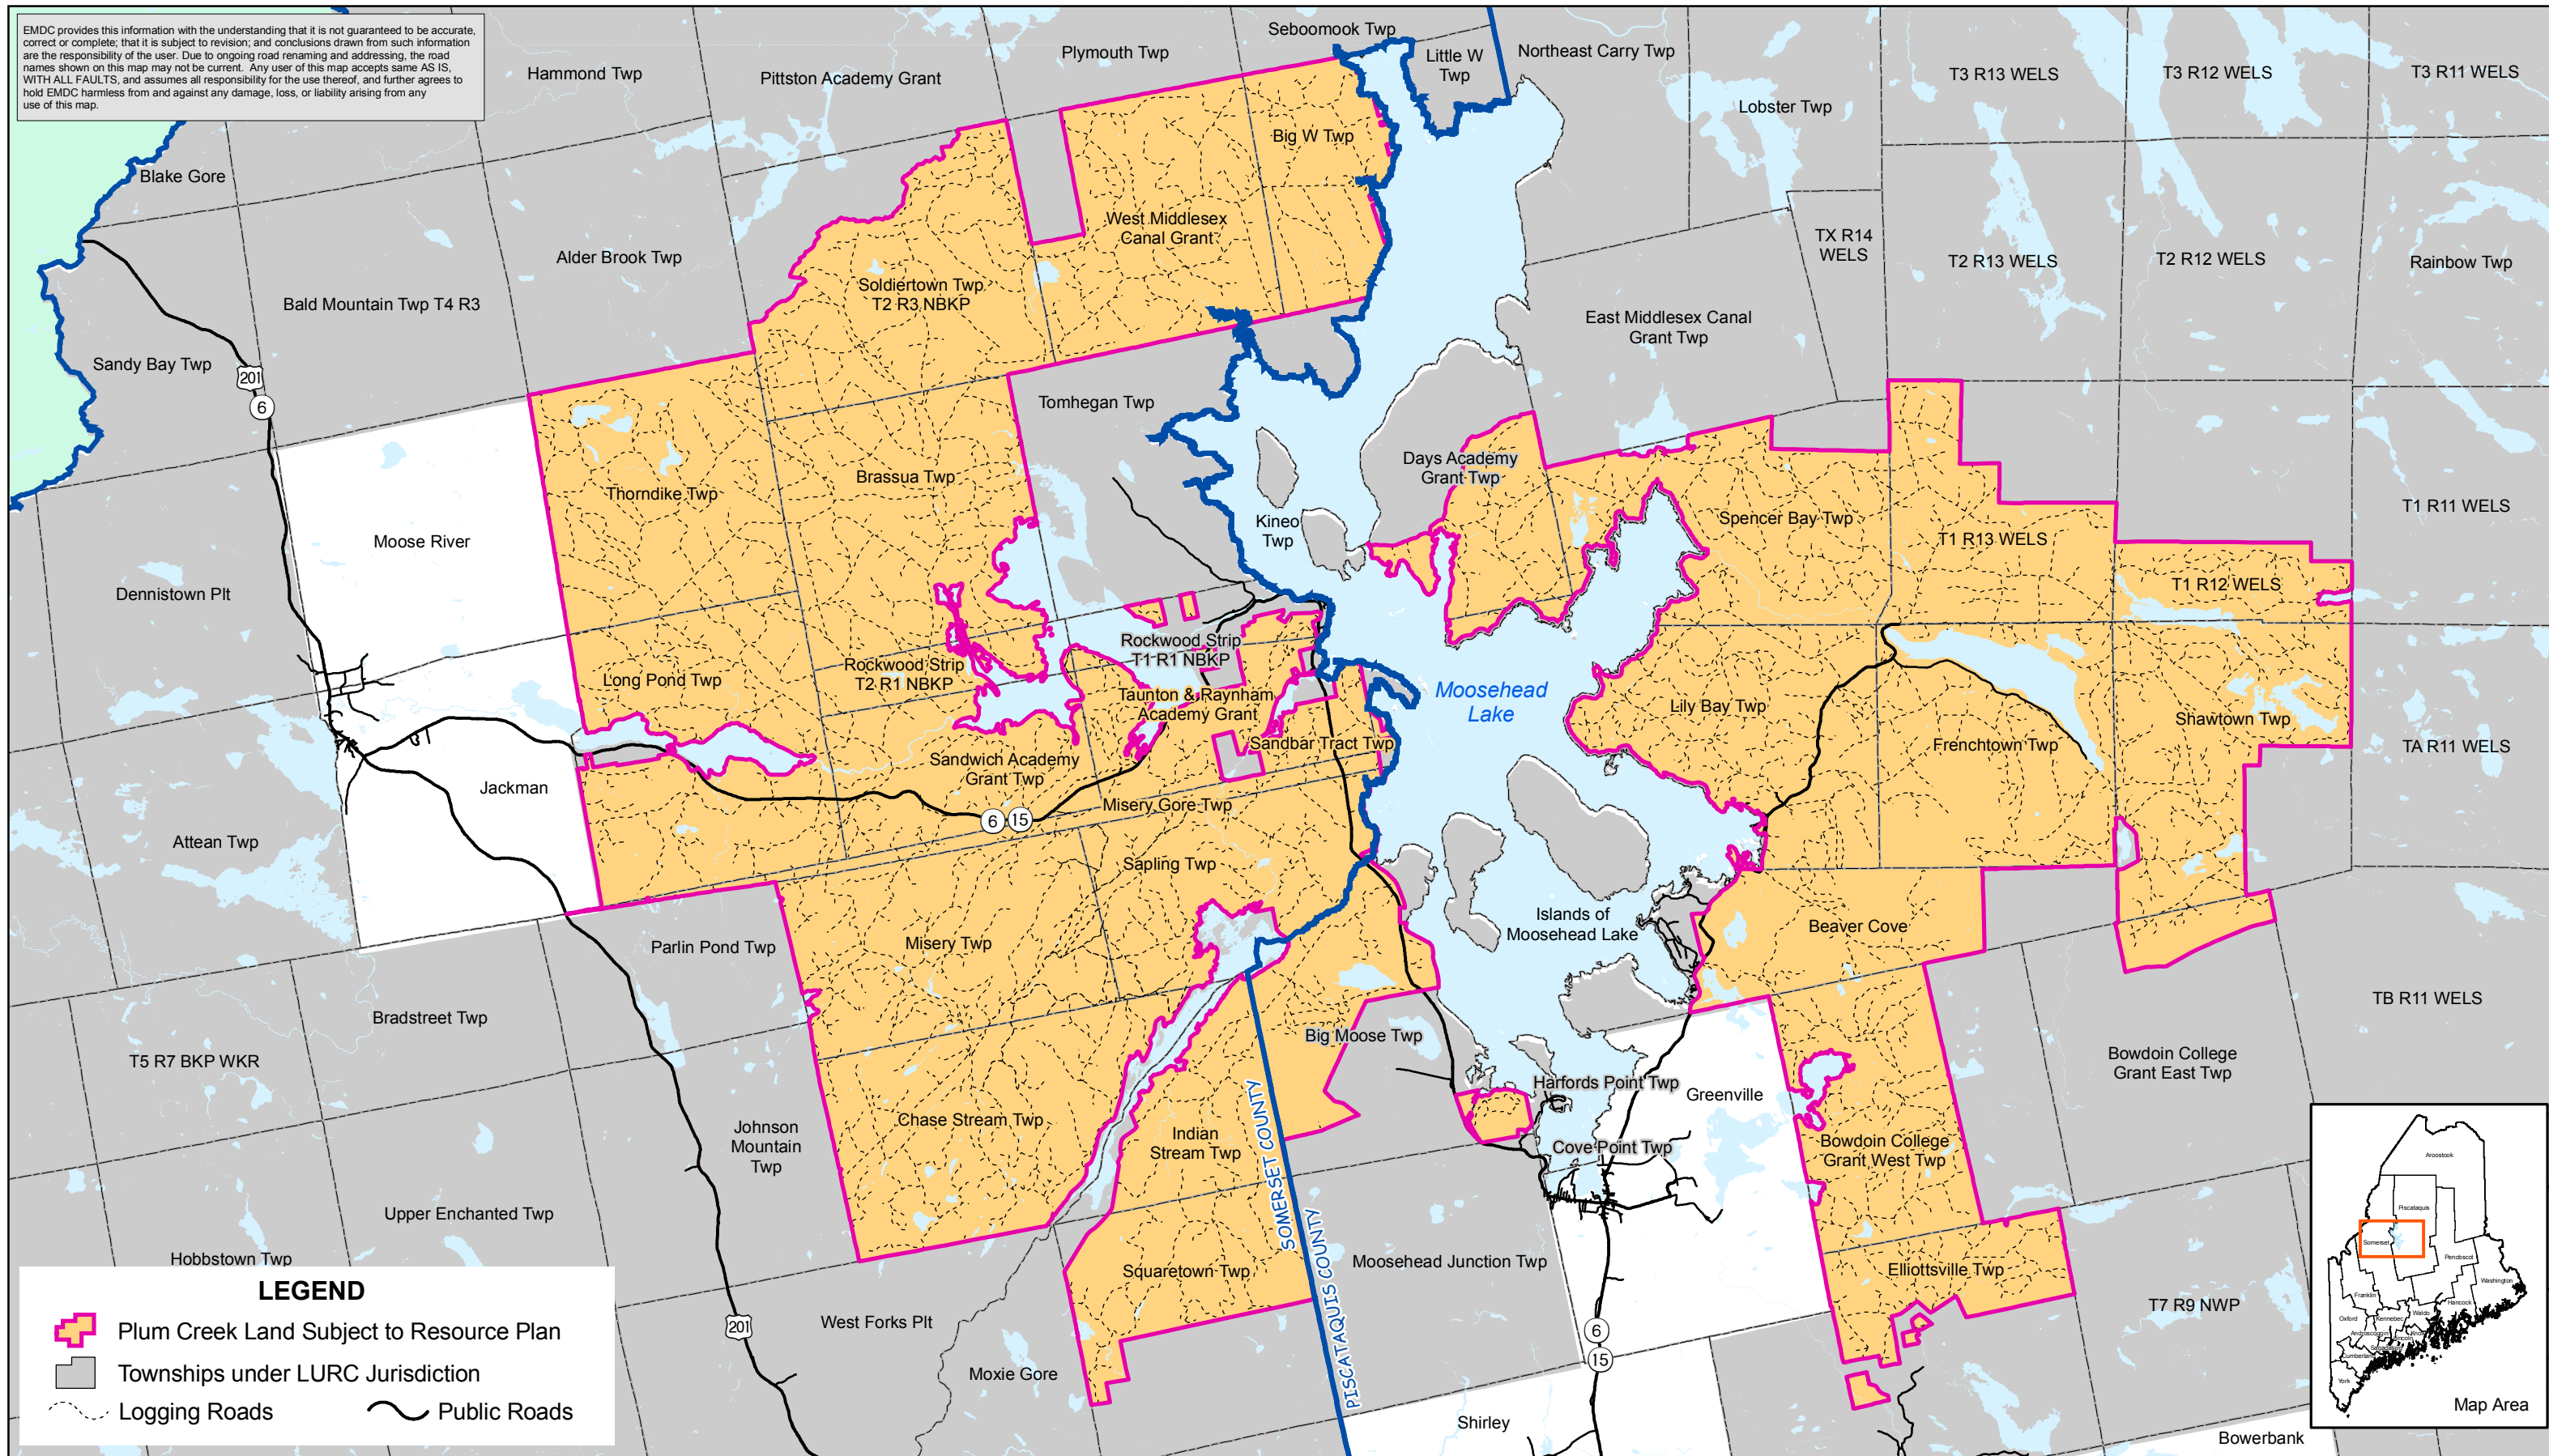 EMDC provides this information with the understanding that it is not guaranteed to be accurate,
correct or complete; that it is subject to revision; and conclusions drawn from such information
are the responsibility of the user. Due to ongoing road renaming and addressing, the road
names shown on this map may not be current. Any user of this map accepts same AS IS,
WITH ALL FAULTS, and assumes all responsibility for the use thereof, and further agrees to
hold EMDC harmless from and against any damage, loss, or liability arising from any
use of this map.
Seboomook Twp
Plymouth Twp
Little W
Twp
Northeast Carry Twp
Hammond Twp
Pittston Academy Grant
T3 R13 WELS
T3 R12 WELS
T3 R11 WELS
Lobster Twp
Big W Twp
Blake Gore
West Middlesex
Canal Grant
TX R14
WELS
Alder Brook Twp
T2 R13 WELS
T2 R12 WELS
Rainbow Twp
Soldiertown Twp
T2 R3 NBKP
Bald Mountain Twp T4 R3
East Middlesex Canal
Grant Twp
Sandy Bay Twp
201
6
Tomhegan Twp
Days Academy
Grant Twp
Brassua Twp
Thorndike Twp
T1 R11 WELS
Kineo
Twp
Spencer Bay Twp
Moose River
T1 R13 WELS
T1 R12 WELS
Dennistown Plt
Rockwood Strip
T1 R1 NBKP
Rockwood Strip
T2 R1 NBKP
Long Pond Twp
Taunton & Raynham
Academy Grant
Moosehead
Lake
Lily Bay Twp
Shawtown Twp
Sandbar Tract Twp
Frenchtown Twp
TA R11 WELS
Sandwich Academy
Grant Twp
Jackman
Misery Gore Twp
6
15
Attean Twp
Sapling Twp
Islands of
Moosehead Lake
Beaver Cove
Parlin Pond Twp
Misery Twp
TB R11 WELS
Bradstreet Twp
Big Moose Twp
T5 R7 BKP WKR
Bowdoin College
Grant East Twp
Harfords Point Twp
Greenville
Chase Stream Twp
Johnson
Mountain
Twp
Indian
Stream Twp
Cove Point Twp
Bowdoin College
Grant West Twp
SOMERSET COUNTY
PISCATAQUIS COUNTY
Upper Enchanted Twp
Hobbstown Twp
Moosehead Junction Twp
Squaretown Twp
Elliottsville Twp
T7 R9 NWP
West Forks Plt
201
6
15
Moxie Gore
Shirley
Bowerbank
LEGEND
Plum Creek Land Subject to Resource Plan
Townships under LURC Jurisdiction
Logging Roads
Public Roads
Aroostook
Piscataquis
Somerset
Penobscot
Washington
Franklin
Hancock
Waldo
Oxford
Kennebec
Androscoggin
Cumberland
York
Map Area